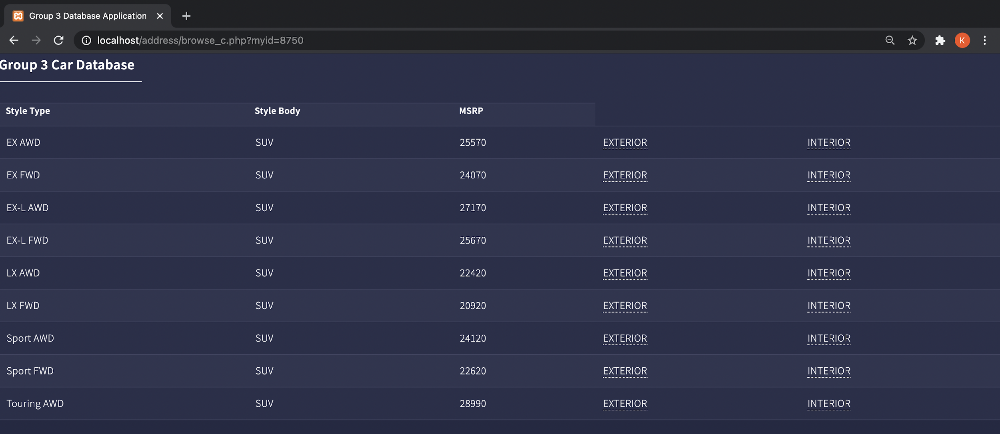 Group 3 Database Application
localhost/address/browse_c.php?myid=8750
K
Group 3 Car Database
Style Type Style Body MSRP
EX AWD SUV 25570 EXTERIOR INTERIOR
EX FWD SUV 24070 EXTERIOR INTERIOR
EX-L AWD SUV 27170 EXTERIOR INTERIOR
EX-L FWD SUV 25670 EXTERIOR INTERIOR
LX AWD SUV 22420 EXTERIOR INTERIOR
LX FWD SUV 20920 EXTERIOR INTERIOR
Sport AWD SUV 24120 EXTERIOR INTERIOR
Sport FWD SUV 22620 EXTERIOR INTERIOR
Touring AWD SUV 28990 EXTERIOR INTERIOR